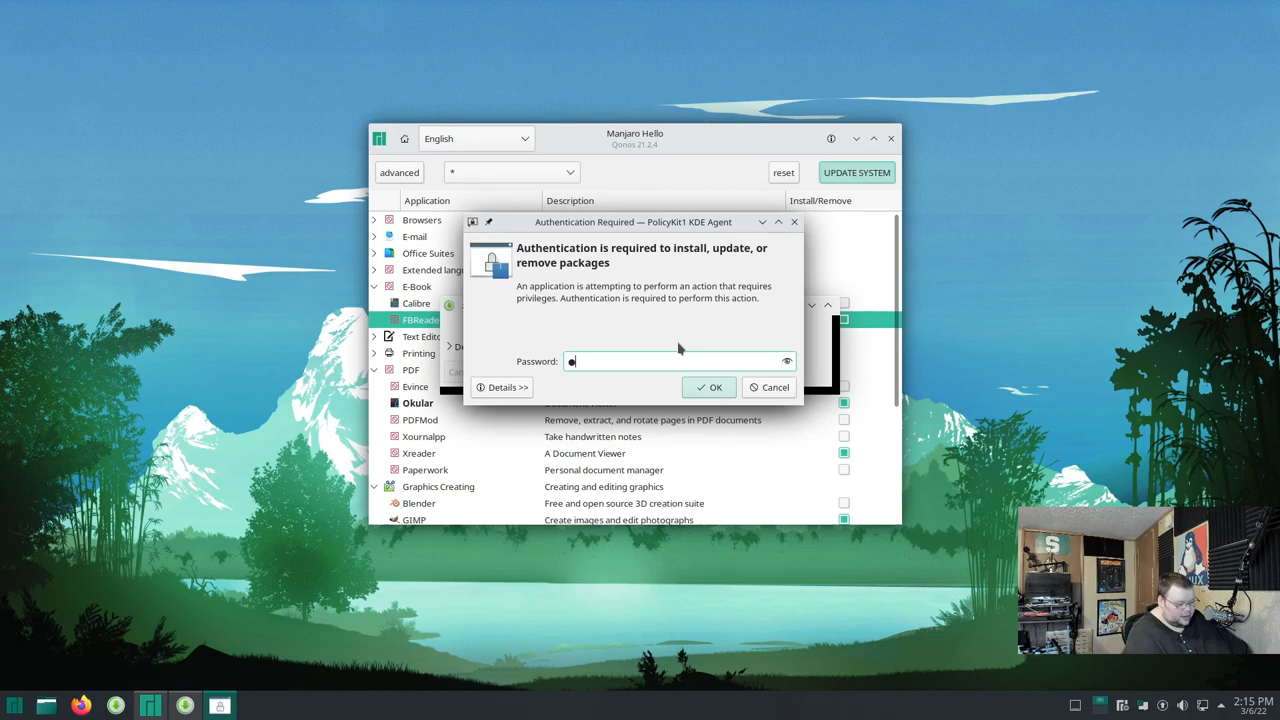 English
Manjaro Hello
Qonos 21.2.4
advanced
*
reset
UPDATE SYSTEM
Application
Description
Install/Remove
Browsers
E-mail
Office Suites
Extended
E-Book
Calibre
FBReade
Text Edito
Printing
PDF
Evince
Okular
PDFMod
Remove, extract, and rotate pages in PDF documents
Xournalpp
Take handwritten notes
Xreader
A Document Viewer
Paperwork
Personal document manager
Graphics Creating
Creating and editing graphics
Blender
Free and open source 3D creation suite
GIMP
Create images and edit photographs
Authentication Required — PolicyKit1 KDE Agent
Authentication is required to install, update, or
remove packages
An application is attempting to perform an action that requires
privileges. Authentication is required to perform this action.
Password:
Details >>
OK
Cancel
S
2:15 PM
3/6/22